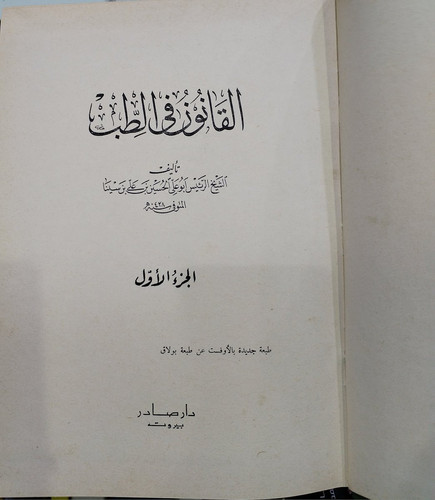 القانون في الطب
تأليف
الشيخ الرئيس أبو علي الحسين بن علي بن سينا
المتوفى سنة ٤٢٨ هـ
الجزء الأول
طبعة جديدة بالأوفست عن طبعة بولاق
دار صادر
بيروت